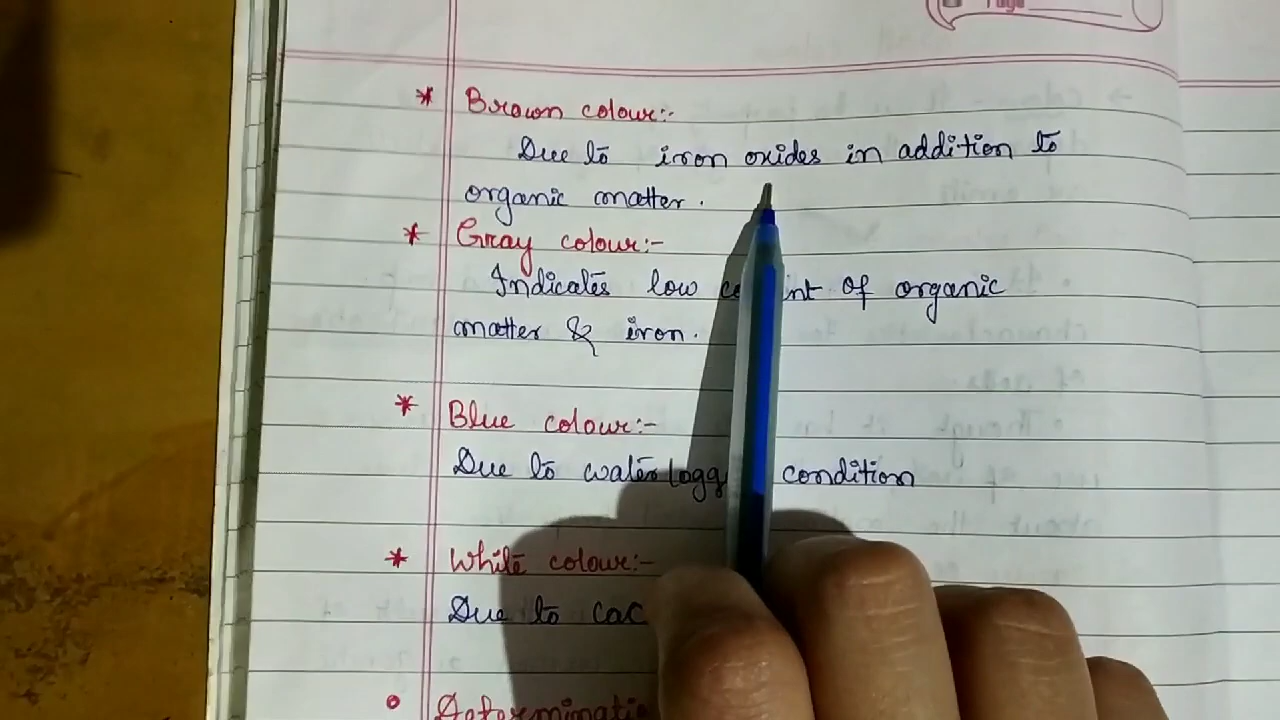 Page
* Brown colour:-
Due to iron oxides in addition to
organic matter.
* Gray colour:-
Indicates low of organic
matter & iron.
* Blue colour:-
Due to condition
* White colour:-
Due to